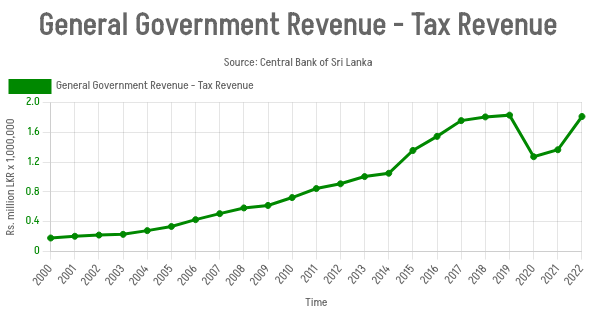 General Government Revenue - Tax Revenue
Source: Central Bank of Sri Lanka
General Government Revenue - Tax Revenue
Rs. million LKR x 1,000,000
2.0
1.6
1.2
0.8
0.4
0
2000 2001 2002 2003 2004 2005 2006 2007 2008 2009 2010 2011 2012 2013 2014 2015 2016 2017 2018 2019 2020 2021 2022
Time